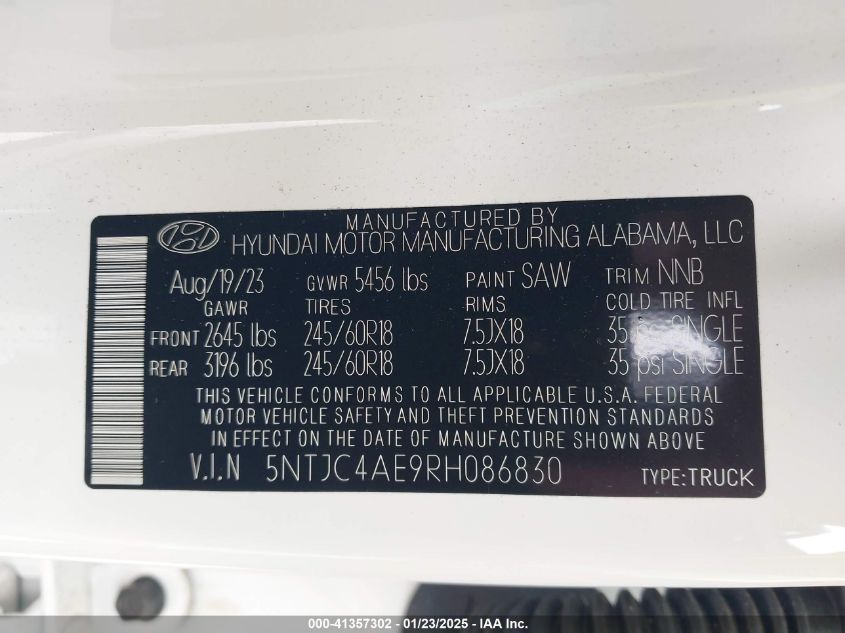 MANUFACTURED BY
HYUNDAI MOTOR MANUFACTURING ALABAMA, LLC
Aug/19/23 GVWR 5456 lbs PAINT SAW TRIM NNB
GAWR TIRES RIMS COLD TIRE INFL
FRONT 2645 lbs 245/60R18 7.5JX18 35 psi SINGLE
REAR 3196 lbs 245/60R18 7.5JX18 35 psi SINGLE
THIS VEHICLE CONFORMS TO ALL APPLICABLE U.S.A. FEDERAL
MOTOR VEHICLE SAFETY AND THEFT PREVENTION STANDARDS
IN EFFECT ON THE DATE OF MANUFACTURE SHOWN ABOVE
V.I.N 5NTJC4AE9RH086830 TYPE:TRUCK
000-41357302 - 01/23/2025 - IAA Inc.